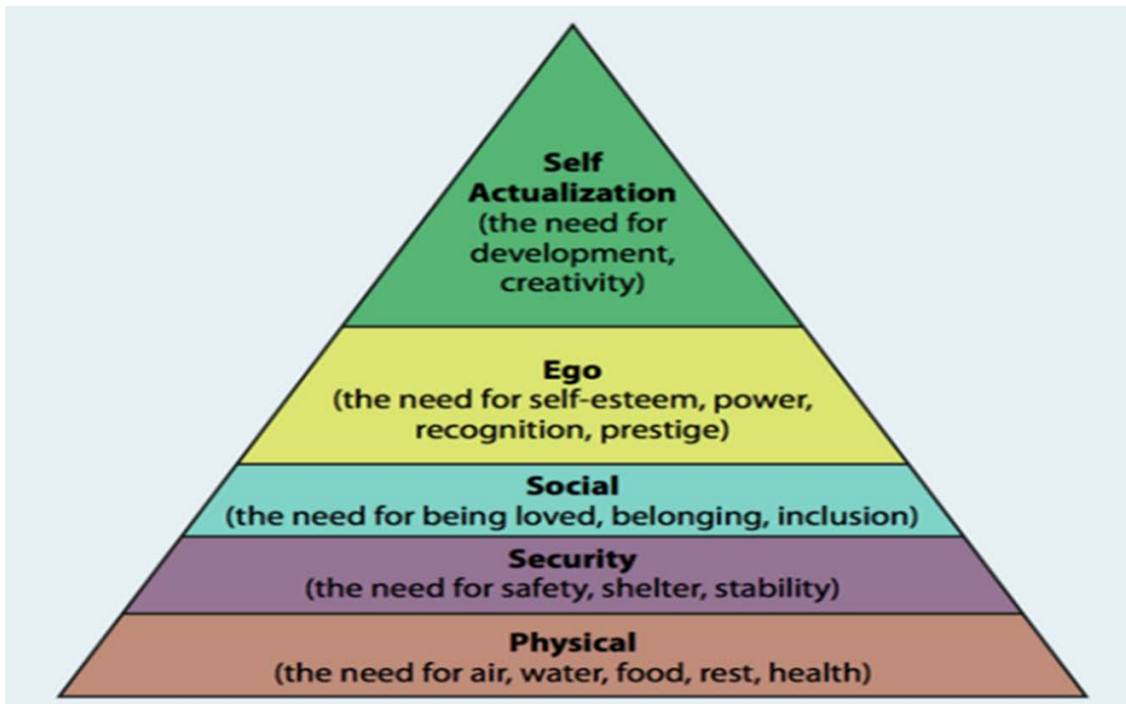 Self
Actualization
(the need for
development,
creativity)
Ego
(the need for self-esteem, power,
recognition, prestige)
Social
(the need for being loved, belonging, inclusion)
Security
(the need for safety, shelter, stability)
Physical
(the need for air, water, food, rest, health)